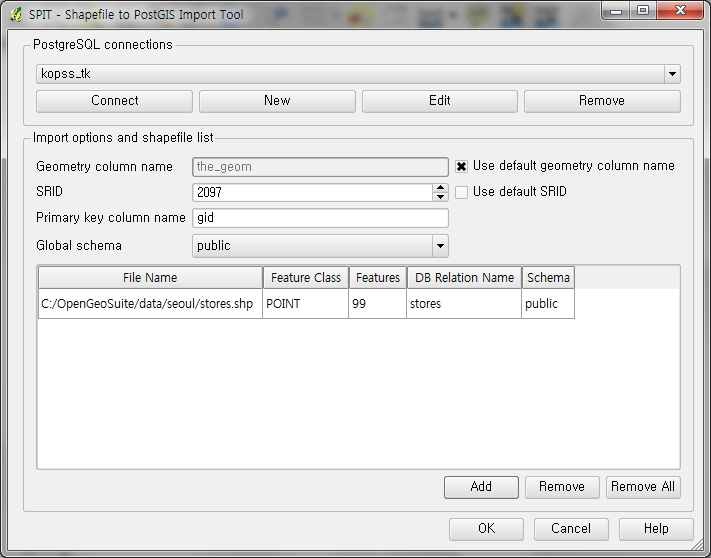 SPIT - Shapefile to PostGIS Import Tool
PostgreSQL connections
kopss_tk
Connect New Edit Remove
Import options and shapefile list
Geometry column name the_geom Use default geometry column name
SRID 2097 Use default SRID
Primary key column name gid
Global schema public
File Name Feature Class Features DB Relation Name Schema
C:/OpenGeoSuite/data/seoul/stores.shp POINT 99 stores public
Add Remove Remove All
OK Cancel Help